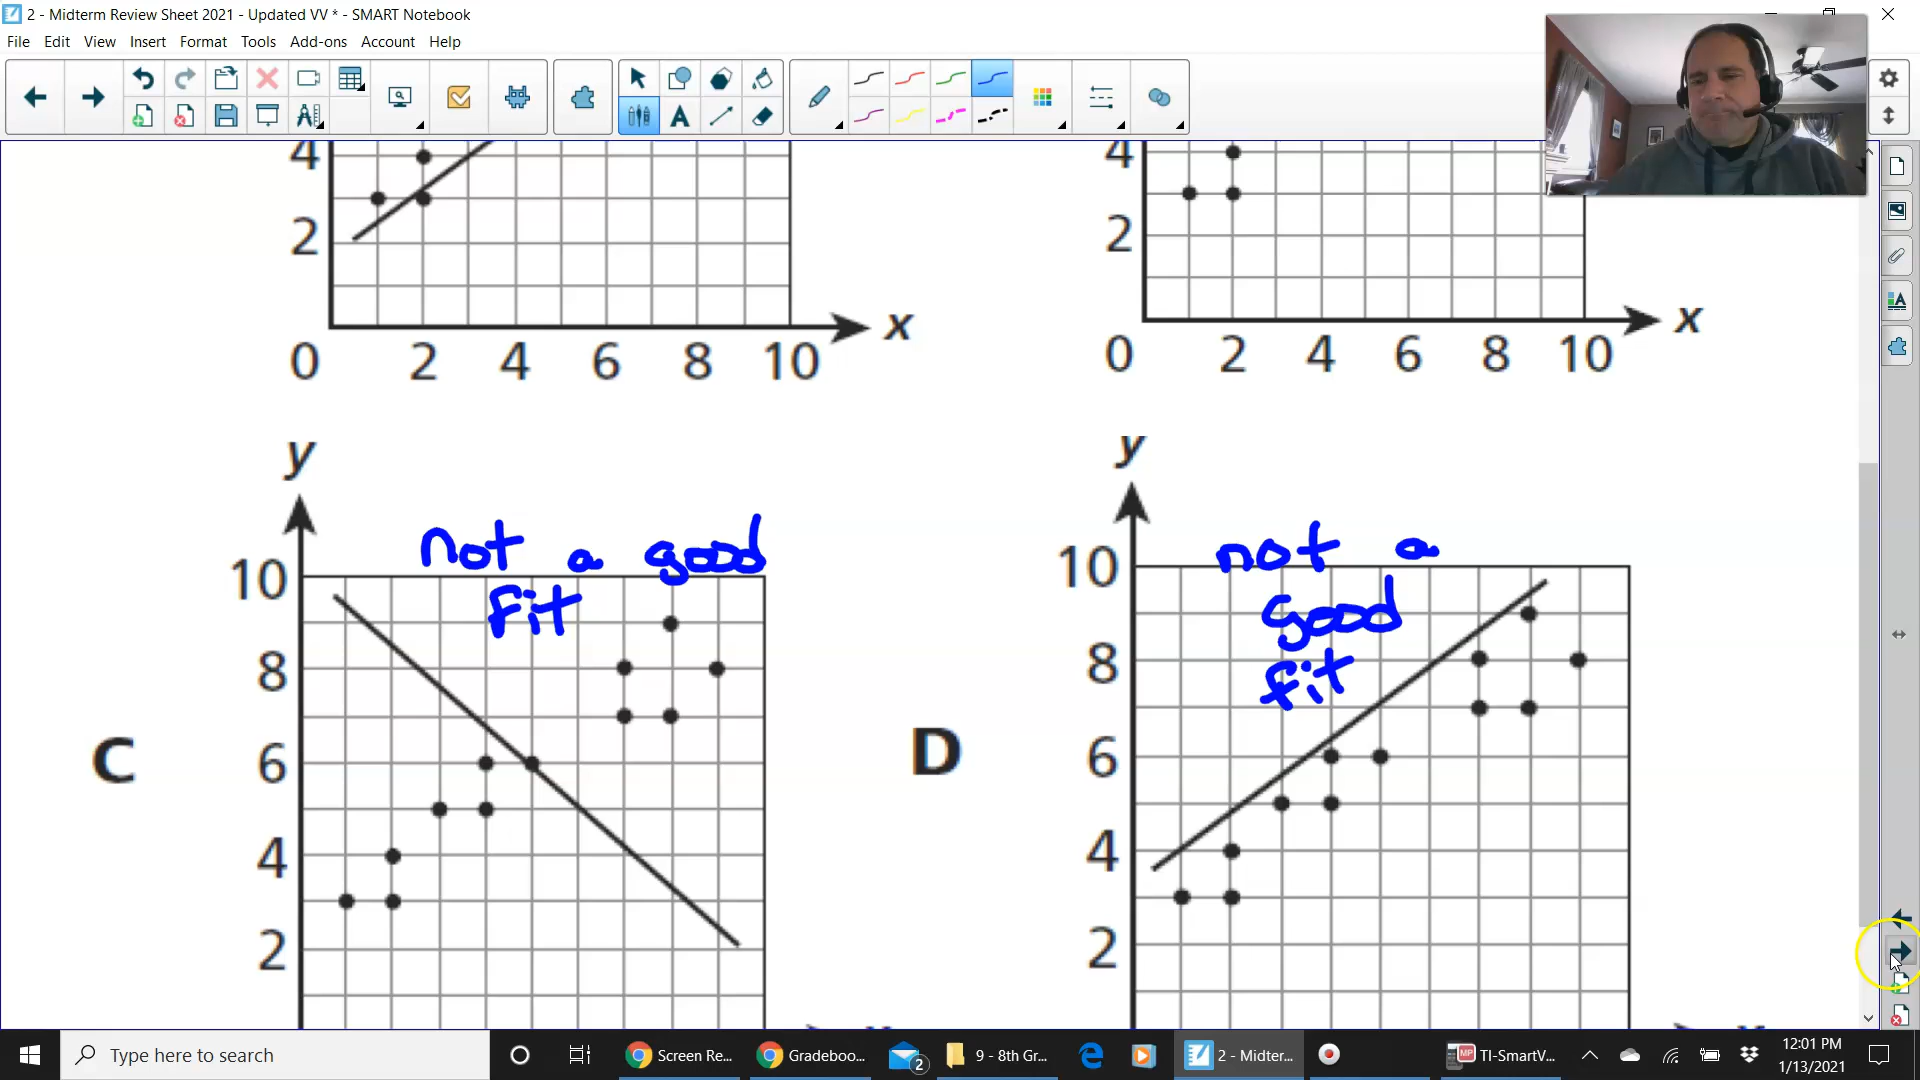 2 - Midterm Review Sheet 2021 - Updated VV * - SMART Notebook
File Edit View Insert Format Tools Add-ons Account Help
4
2
0 2 4 6 8 10 x
4
2
0 2 4 6 8 10 x
C
y
10
8
6
4
2
not a good
fit
D
y
10
8
6
4
2
not a
good
fit
Type here to search
Screen Re...
Gradeboo...
2
9 - 8th Gr...
2 - Midter...
TI-SmartV...
12:01 PM
1/13/2021